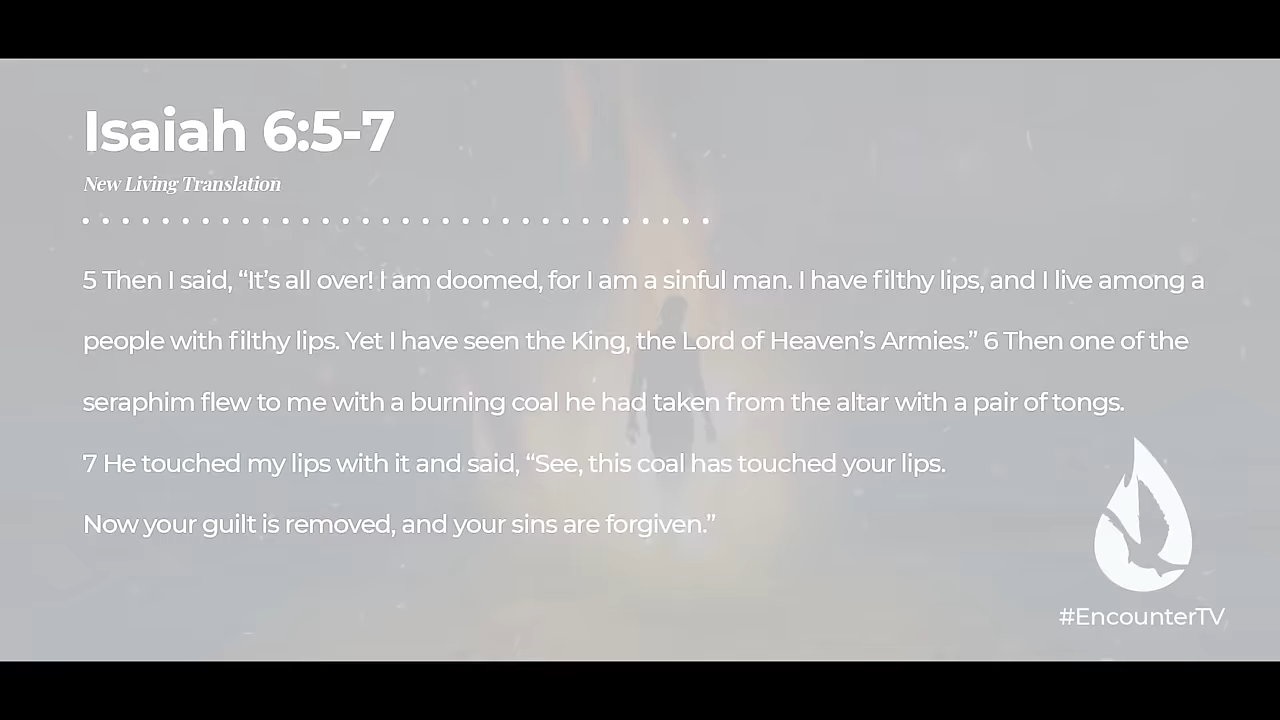 Isaiah 6:5-7
New Living Translation
5 Then I said, “It’s all over! I am doomed, for I am a sinful man. I have filthy lips, and I live among a
people with filthy lips. Yet I have seen the King, the Lord of Heaven’s Armies.” 6 Then one of the
seraphim flew to me with a burning coal he had taken from the altar with a pair of tongs.
7 He touched my lips with it and said, “See, this coal has touched your lips.
Now your guilt is removed, and your sins are forgiven.”
#EncounterTV